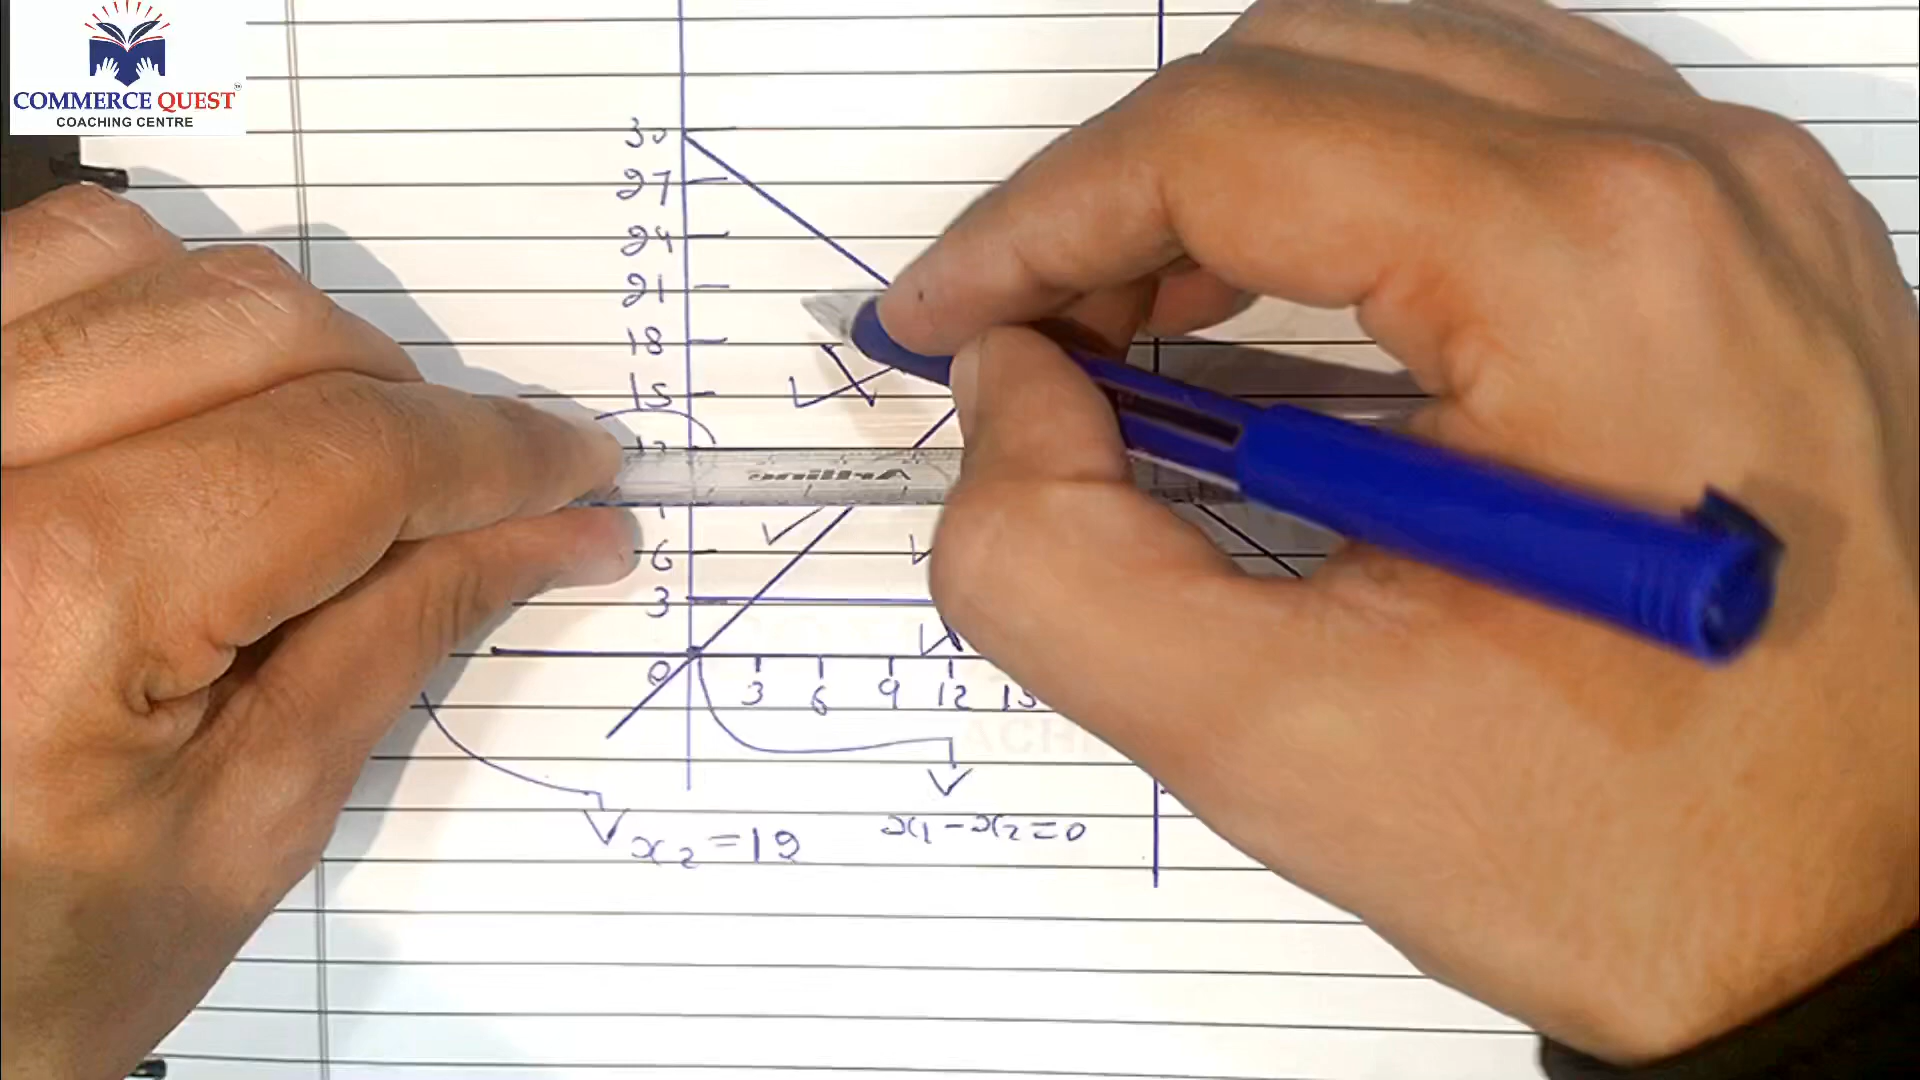 COMMERCE QUEST
COACHING CENTRE
30
27
24
21
18
15
6
3
0 3 6 9 12 15
x₂ = 12
x₁ - x₂ = 0